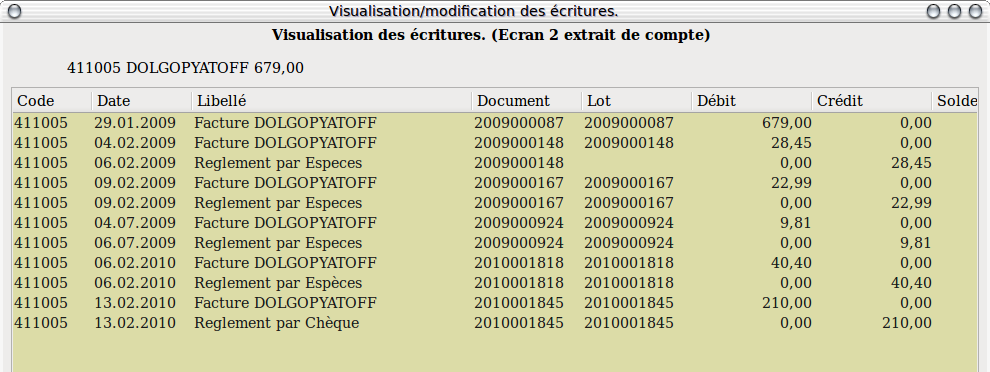 Visualisation/modification des écritures.
Visualisation des écritures. (Ecran 2 extrait de compte)
411005 DOLGOPYATOFF 679,00
Code Date Libellé Document Lot Débit Crédit Solde
411005 29.01.2009 Facture DOLGOPYATOFF 2009000087 2009000087 679,00 0,00
411005 04.02.2009 Facture DOLGOPYATOFF 2009000148 2009000148 28,45 0,00
411005 06.02.2009 Reglement par Especes 2009000148 0,00 28,45
411005 09.02.2009 Facture DOLGOPYATOFF 2009000167 2009000167 22,99 0,00
411005 09.02.2009 Reglement par Especes 2009000167 2009000167 0,00 22,99
411005 04.07.2009 Facture DOLGOPYATOFF 2009000924 2009000924 9,81 0,00
411005 06.07.2009 Reglement par Especes 2009000924 2009000924 0,00 9,81
411005 06.02.2010 Facture DOLGOPYATOFF 2010001818 2010001818 40,40 0,00
411005 06.02.2010 Reglement par Espèces 2010001818 2010001818 0,00 40,40
411005 13.02.2010 Facture DOLGOPYATOFF 2010001845 2010001845 210,00 0,00
411005 13.02.2010 Reglement par Chèque 2010001845 2010001845 0,00 210,00